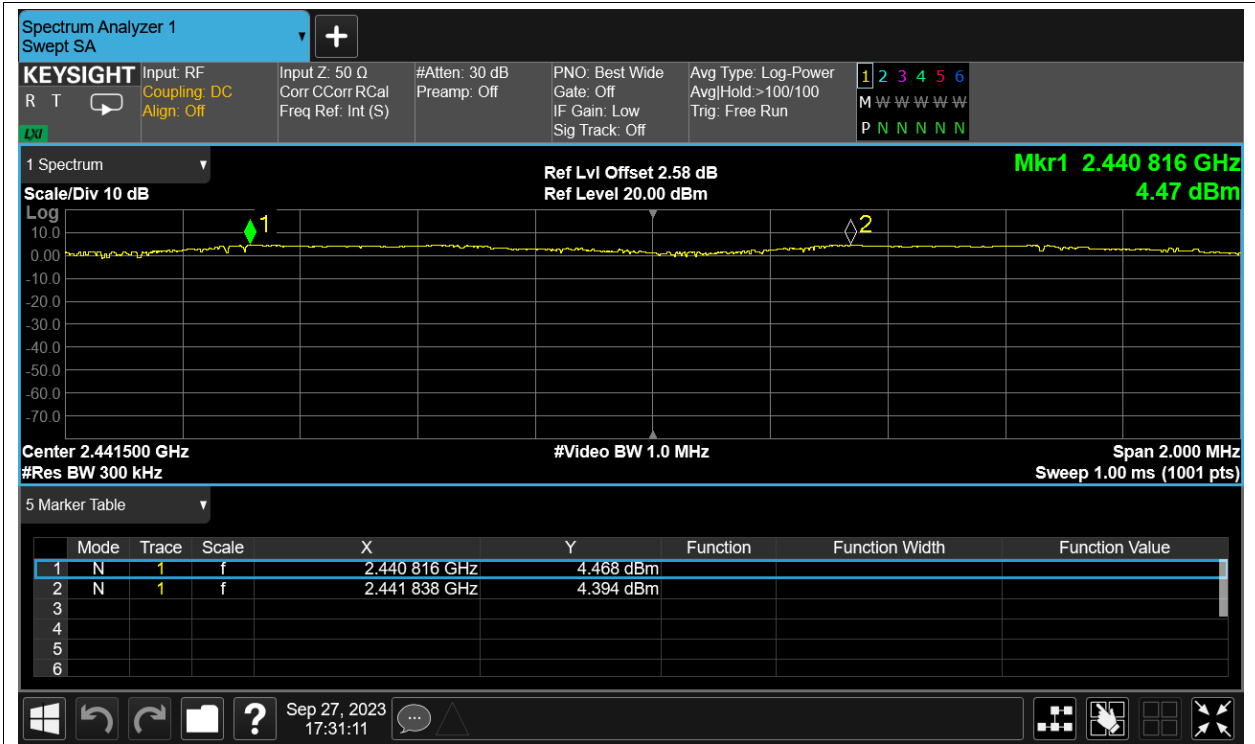 Spectrum Analyzer 1
Swept SA
KEYSIGHT
R T
LXI
Input: RF
Coupling: DC
Align: Off
Input Z: 50 Ω
Corr CCorr RCal
Freq Ref: Int (S)
#Atten: 30 dB
Preamp: Off
PNO: Best Wide
Gate: Off
IF Gain: Low
Sig Track: Off
Avg Type: Log-Power
Avg|Hold:>100/100
Trig: Free Run
1 2 3 4 5 6
M W W W W W
P N N N N N
1 Spectrum
Scale/Div 10 dB
Ref Lvl Offset 2.58 dB
Ref Level 20.00 dBm
Mkr1 2.440 816 GHz
4.47 dBm
Log
10.0
0.00
-10.0
-20.0
-30.0
-40.0
-50.0
-60.0
-70.0
1
2
Center 2.441500 GHz
#Video BW 1.0 MHz
Span 2.000 MHz
#Res BW 300 kHz
Sweep 1.00 ms (1001 pts)
5 Marker Table
Mode Trace Scale X Y Function Function Width Function Value
1 N 1 f 2.440 816 GHz 4.468 dBm
2 N 1 f 2.441 838 GHz 4.394 dBm
3
4
5
6
?
Sep 27, 2023
17:31:11